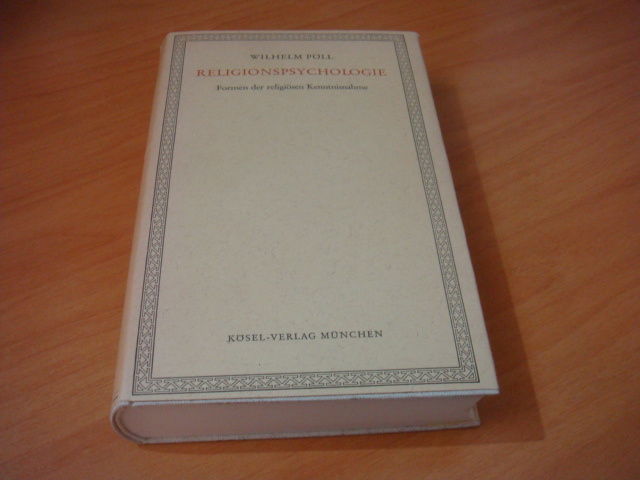 WILHELM PÖLL
RELIGIONSPSYCHOLOGIE
Formen der religiösen Kenntnisnahme
KÖSEL-VERLAG MÜNCHEN